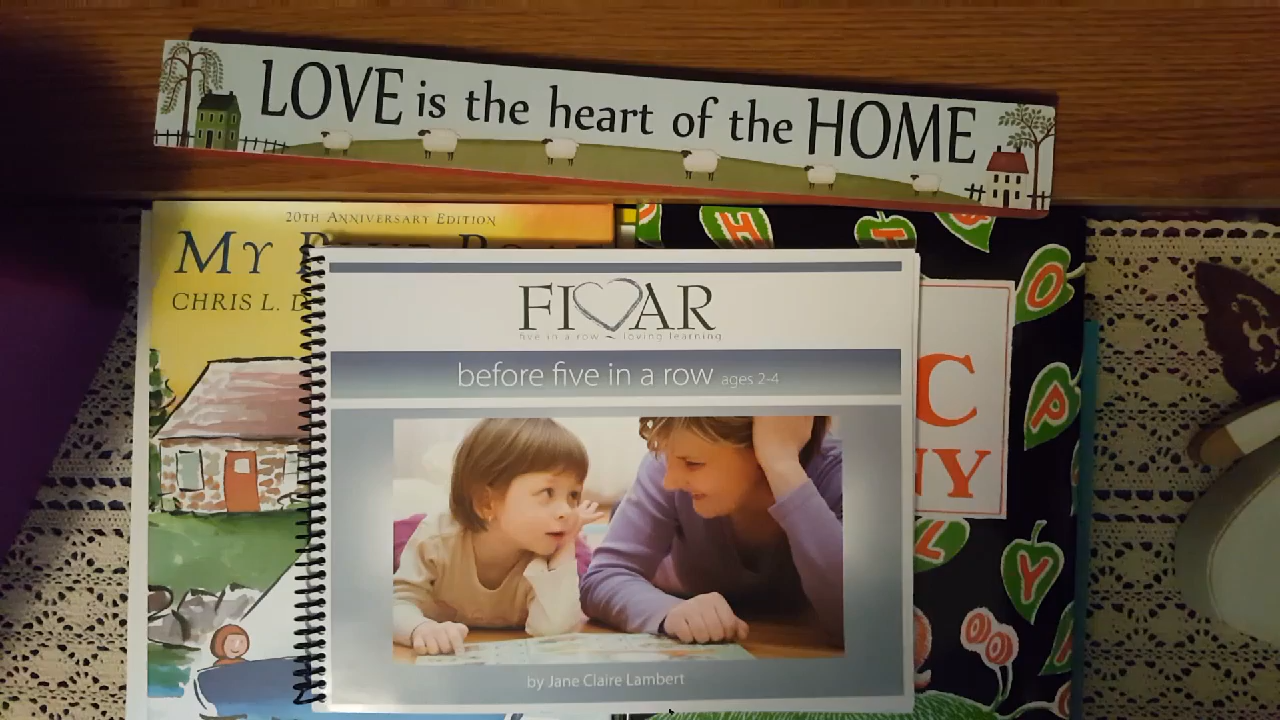 LOVE is the heart of the HOME
20TH ANNIVERSARY EDITION
MY
CHRIS L. D
FIVAR
five in a row loving learning
before five in a row ages 2-4
by Jane Claire Lambert
H
I
O
C
P
NY
L
Y